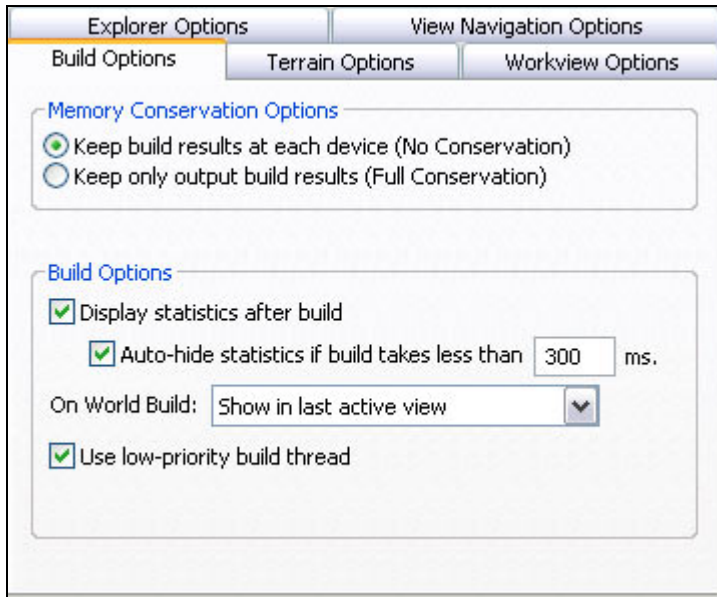 Explorer Options
View Navigation Options
Build Options
Terrain Options
Workview Options
Memory Conservation Options
Keep build results at each device (No Conservation)
Keep only output build results (Full Conservation)
Build Options
Display statistics after build
Auto-hide statistics if build takes less than 300 ms.
On World Build: Show in last active view
Use low-priority build thread